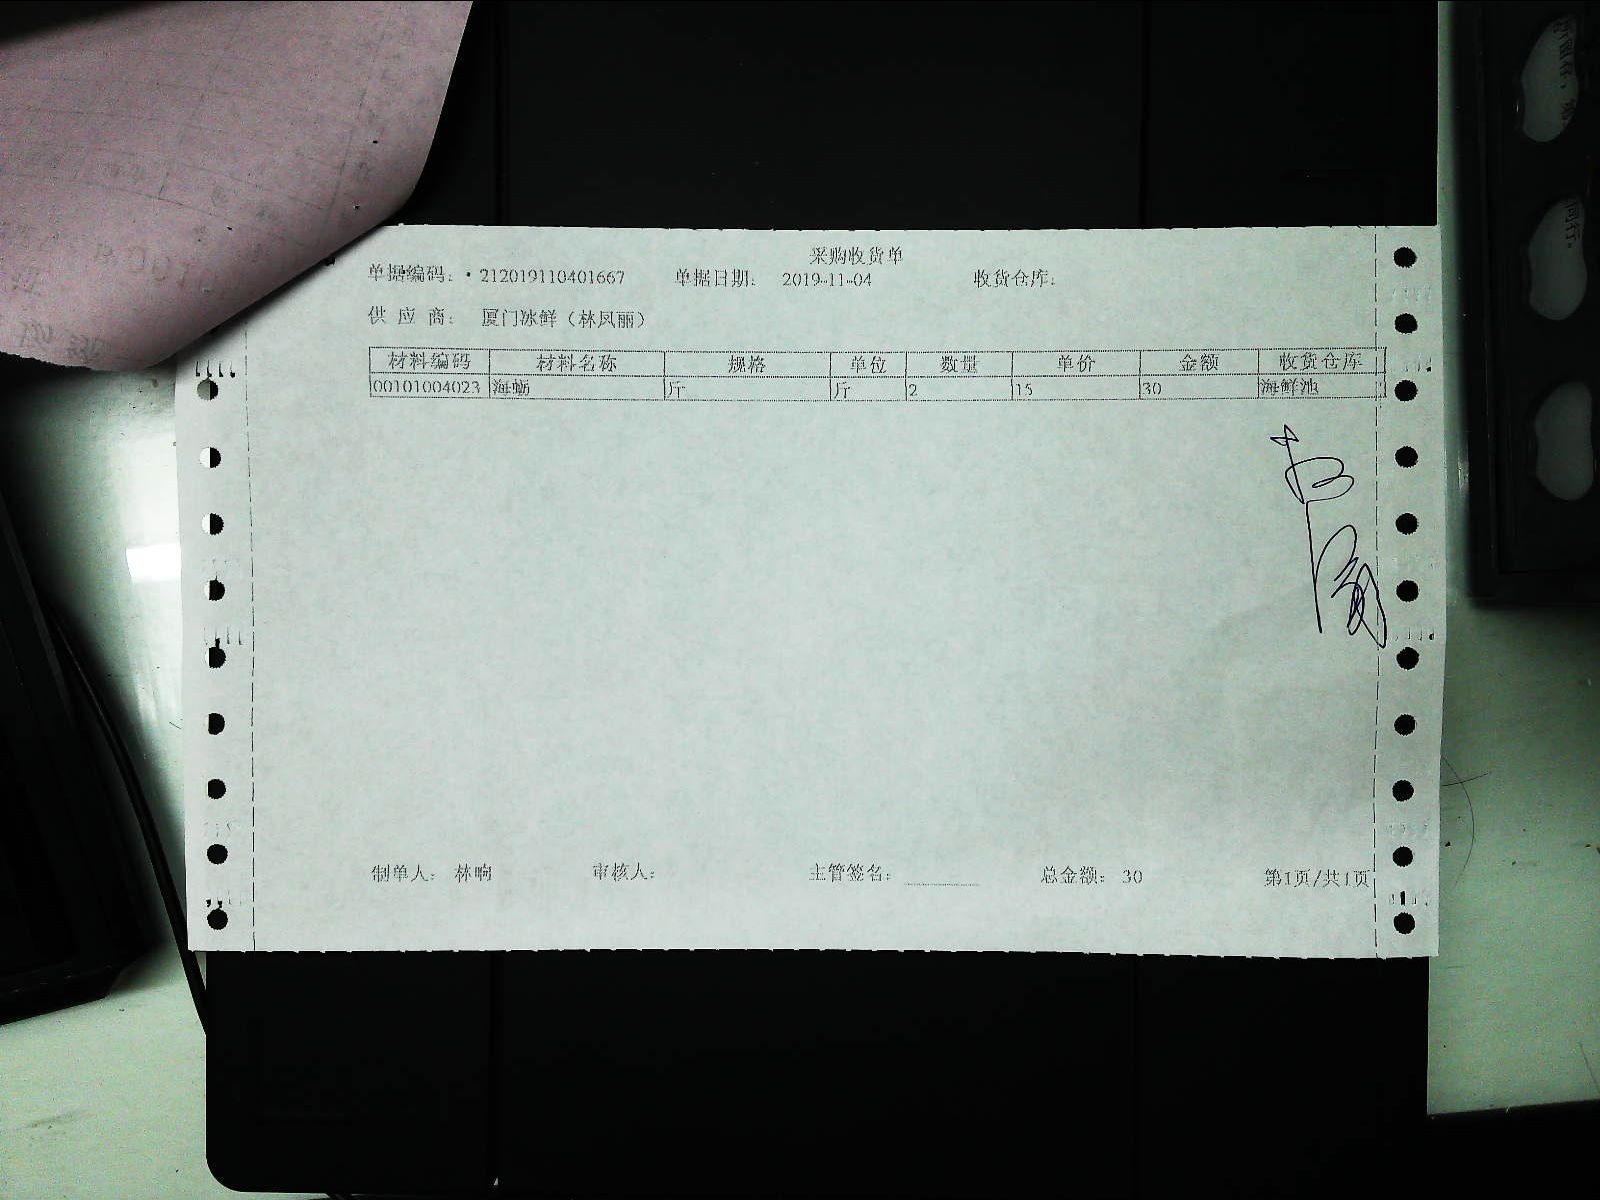 采购收货单
单据编码： 212019110401667 单据日期： 2019-11-04 收货仓库：
供 应 商： 厦门冰鲜（林凤丽）
材料编码 材料名称 规格 单位 数量 单价 金额 收货仓库
00101004023 海蛎 斤 斤 2 15 30 海鲜池
制单人： 林响 审核人： 主管签名： 总金额： 30 第1页/共1页